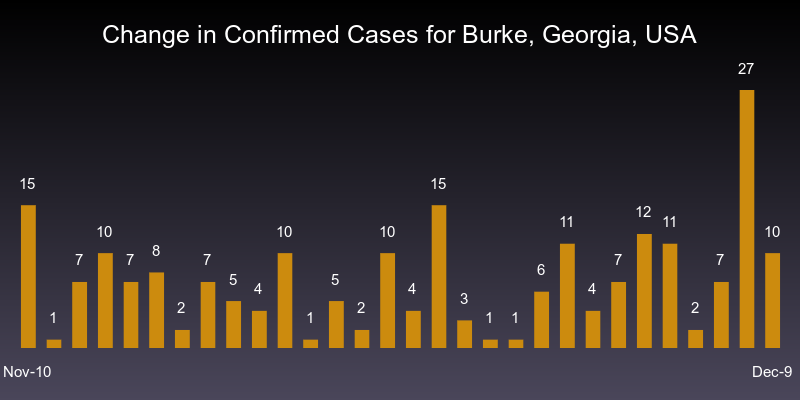 Change in Confirmed Cases for Burke, Georgia, USA
15 1 7 10 7 8 2 7 5 4 10 1 5 2 10 4 15 3 1 1 6 11 4 7 12 11 2 7 27 10
Nov-10 Dec-9